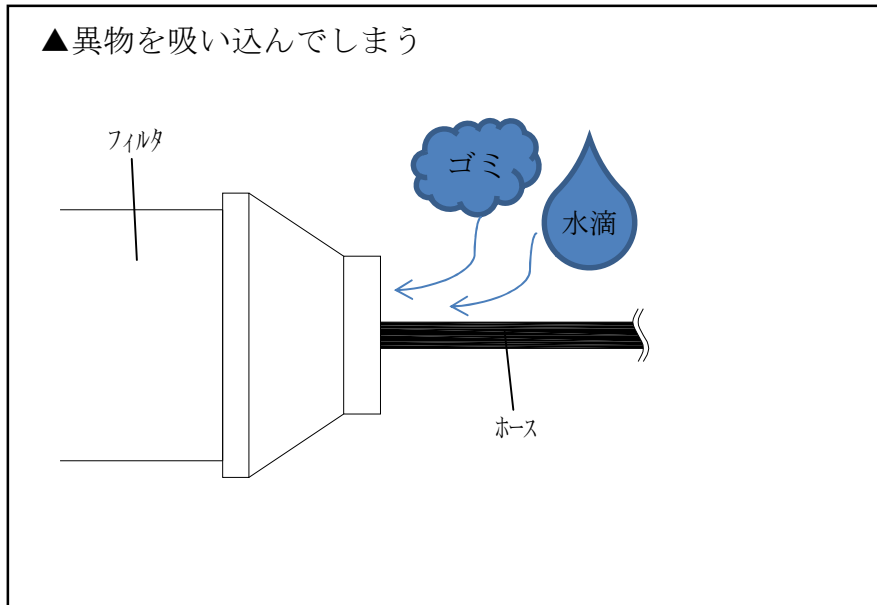 ▲異物を吸い込んでしまう
フィルタ
ゴミ
水滴
ホース